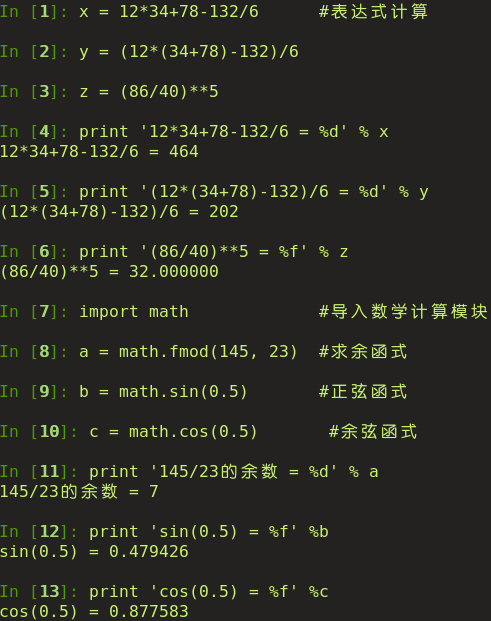 In [1]: x = 12*34+78-132/6      #表达式计算
In [2]: y = (12*(34+78)-132)/6
In [3]: z = (86/40)**5
In [4]: print '12*34+78-132/6 = %d' % x
12*34+78-132/6 = 464
In [5]: print '(12*(34+78)-132)/6 = %d' % y
(12*(34+78)-132)/6 = 202
In [6]: print '(86/40)**5 = %f' % z
(86/40)**5 = 32.000000
In [7]: import math             #导入数学计算模块
In [8]: a = math.fmod(145, 23)  #求余函式
In [9]: b = math.sin(0.5)       #正弦函式
In [10]: c = math.cos(0.5)       #余弦函式
In [11]: print '145/23的余数 = %d' % a
145/23的余数 = 7
In [12]: print 'sin(0.5) = %f' %b
sin(0.5) = 0.479426
In [13]: print 'cos(0.5) = %f' %c
cos(0.5) = 0.877583